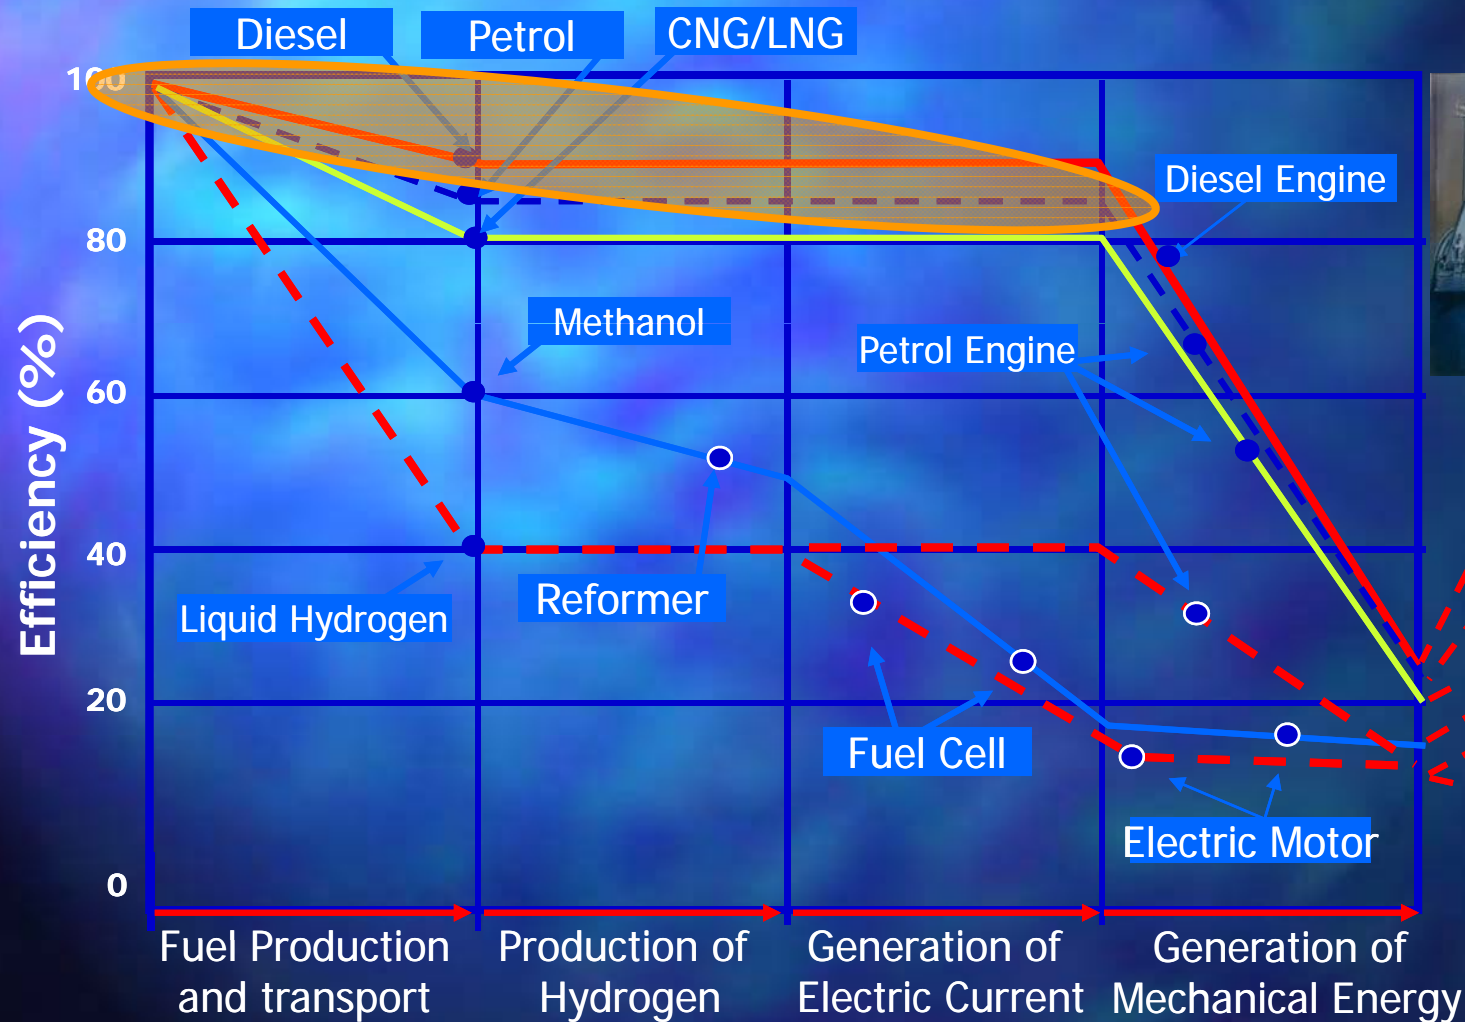 Diesel
Petrol
CNG/LNG
100
Diesel Engine
80
Methanol
Petrol Engine
Efficiency (%)
60
40
Reformer
Liquid Hydrogen
20
Fuel Cell
Electric Motor
0
Fuel Production
and transport
Production of
Hydrogen
Generation of
Electric Current
Generation of
Mechanical Energy